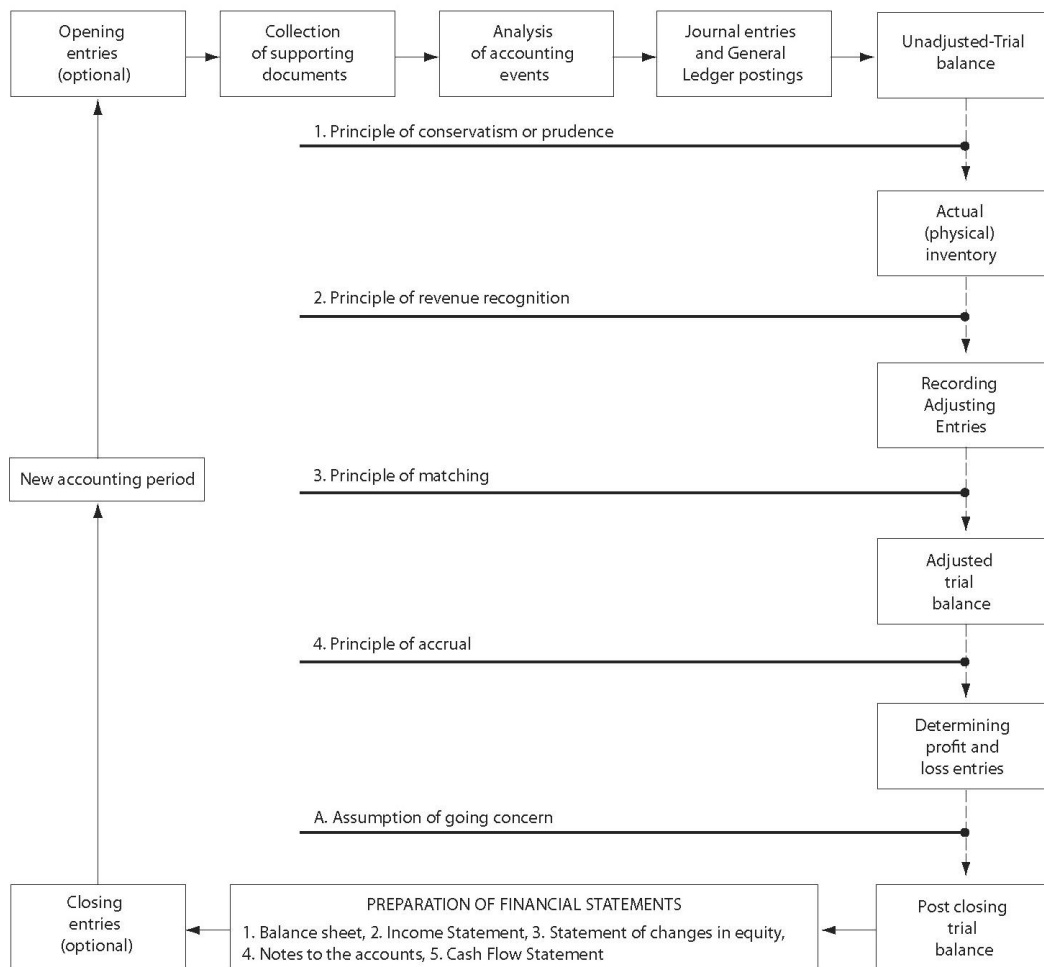 Opening
entries
(optional)
Collection
of supporting
documents
Analysis
of accounting
events
Journal entries
and General
Ledger postings
Unadjusted-Trial
balance
1. Principle of conservatism or prudence
Actual
(physical)
inventory
2. Principle of revenue recognition
Recording
Adjusting
Entries
New accounting period
3. Principle of matching
Adjusted
trial
balance
4. Principle of accrual
Determining
profit and
loss entries
A. Assumption of going concern
Closing
entries
(optional)
PREPARATION OF FINANCIAL STATEMENTS
1. Balance sheet, 2. Income Statement, 3. Statement of changes in equity,
4. Notes to the accounts, 5. Cash Flow Statement
Post closing
trial
balance